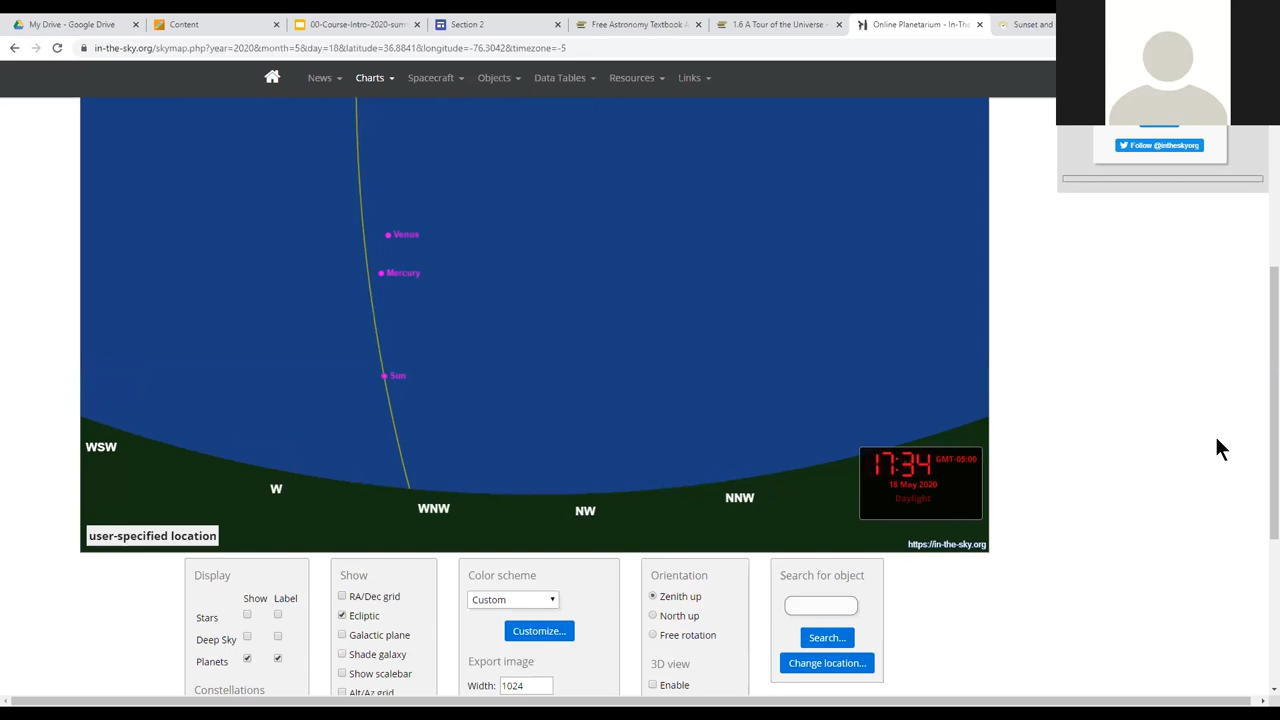 My Drive - Google Drive
Content
00-Course-Intro-2020-sum
Section 2
Free Astronomy Textbook A
1.6 A Tour of the Universe -
Online Planetarium - In-The
Sunset and
in-the-sky.org/skymap.php?year=2020&month=5&day=18&latitude=36.8841&longitude=-76.3042&timezone=-5
News
Charts
Spacecraft
Objects
Data Tables
Resources
Links
Follow @intheskyorg
Venus
Mercury
Sun
WSW
W
WNW
NW
NNW
17:34 GMT-05:00
18 May 2020
Daylight
user-specified location
https://in-the-sky.org
Display
Show Label
Stars
Deep Sky
Planets
Constellations
Show
RA/Dec grid
Ecliptic
Galactic plane
Shade galaxy
Show scalebar
Alt/Az grid
Color scheme
Custom
Customize...
Export image
Width: 1024
Orientation
Zenith up
North up
Free rotation
3D view
Enable
Search for object
Search...
Change location...